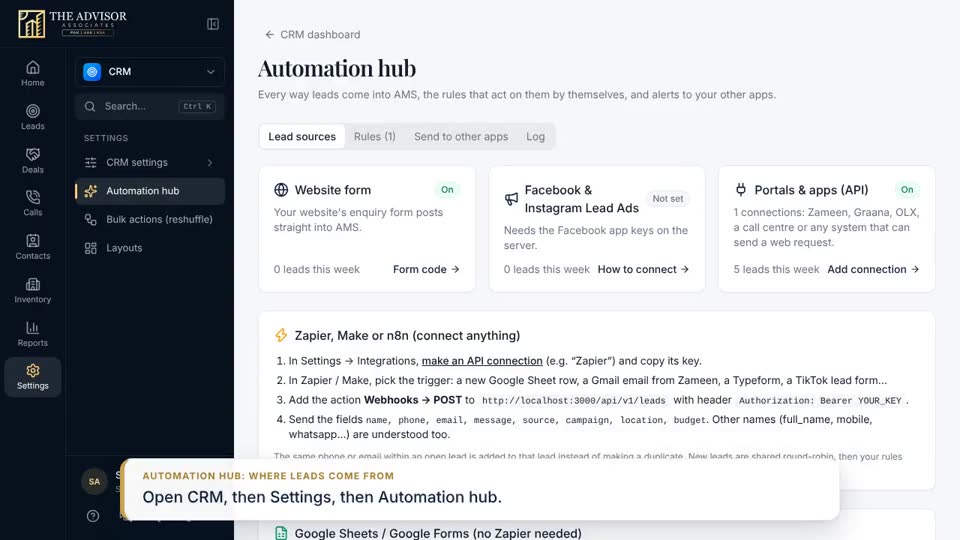 THE ADVISOR
ASSOCIATES
PAK | UAE | KSA
Home
Leads
Deals
Calls
Contacts
Inventory
Reports
Settings
CRM
Search...
Ctrl K
SETTINGS
CRM settings
Automation hub
Bulk actions (reshuffle)
Layouts
SA
← CRM dashboard
Automation hub
Every way leads come into AMS, the rules that act on them by themselves, and alerts to your other apps.
Lead sources
Rules (1)
Send to other apps
Log
Website form
On
Your website's enquiry form posts
straight into AMS.
0 leads this week
Form code →
Facebook &
Instagram Lead Ads
Not set
Needs the Facebook app keys on the
server.
0 leads this week
How to connect →
Portals & apps (API)
On
1 connections: Zameen, Graana, OLX,
a call centre or any system that can
send a web request.
5 leads this week
Add connection →
Zapier, Make or n8n (connect anything)
1. In Settings → Integrations, make an API connection (e.g. “Zapier”) and copy its key.
2. In Zapier / Make, pick the trigger: a new Google Sheet row, a Gmail email from Zameen, a Typeform, a TikTok lead form...
3. Add the action Webhooks → POST to http://localhost:3000/api/v1/leads with header Authorization: Bearer YOUR_KEY .
4. Send the fields name, phone, email, message, source, campaign, location, budget. Other names (full_name, mobile,
whatsapp...) are understood too.
The same phone or email within an open lead is added to that lead instead of making a duplicate. New leads are shared round-robin, then your rules
AUTOMATION HUB: WHERE LEADS COME FROM
Open CRM, then Settings, then Automation hub.
Google Sheets / Google Forms (no Zapier needed)